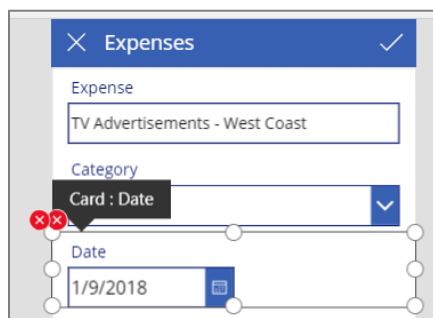 Expenses
Expense
TV Advertisements - West Coast
Category
Card : Date
Date
1/9/2018